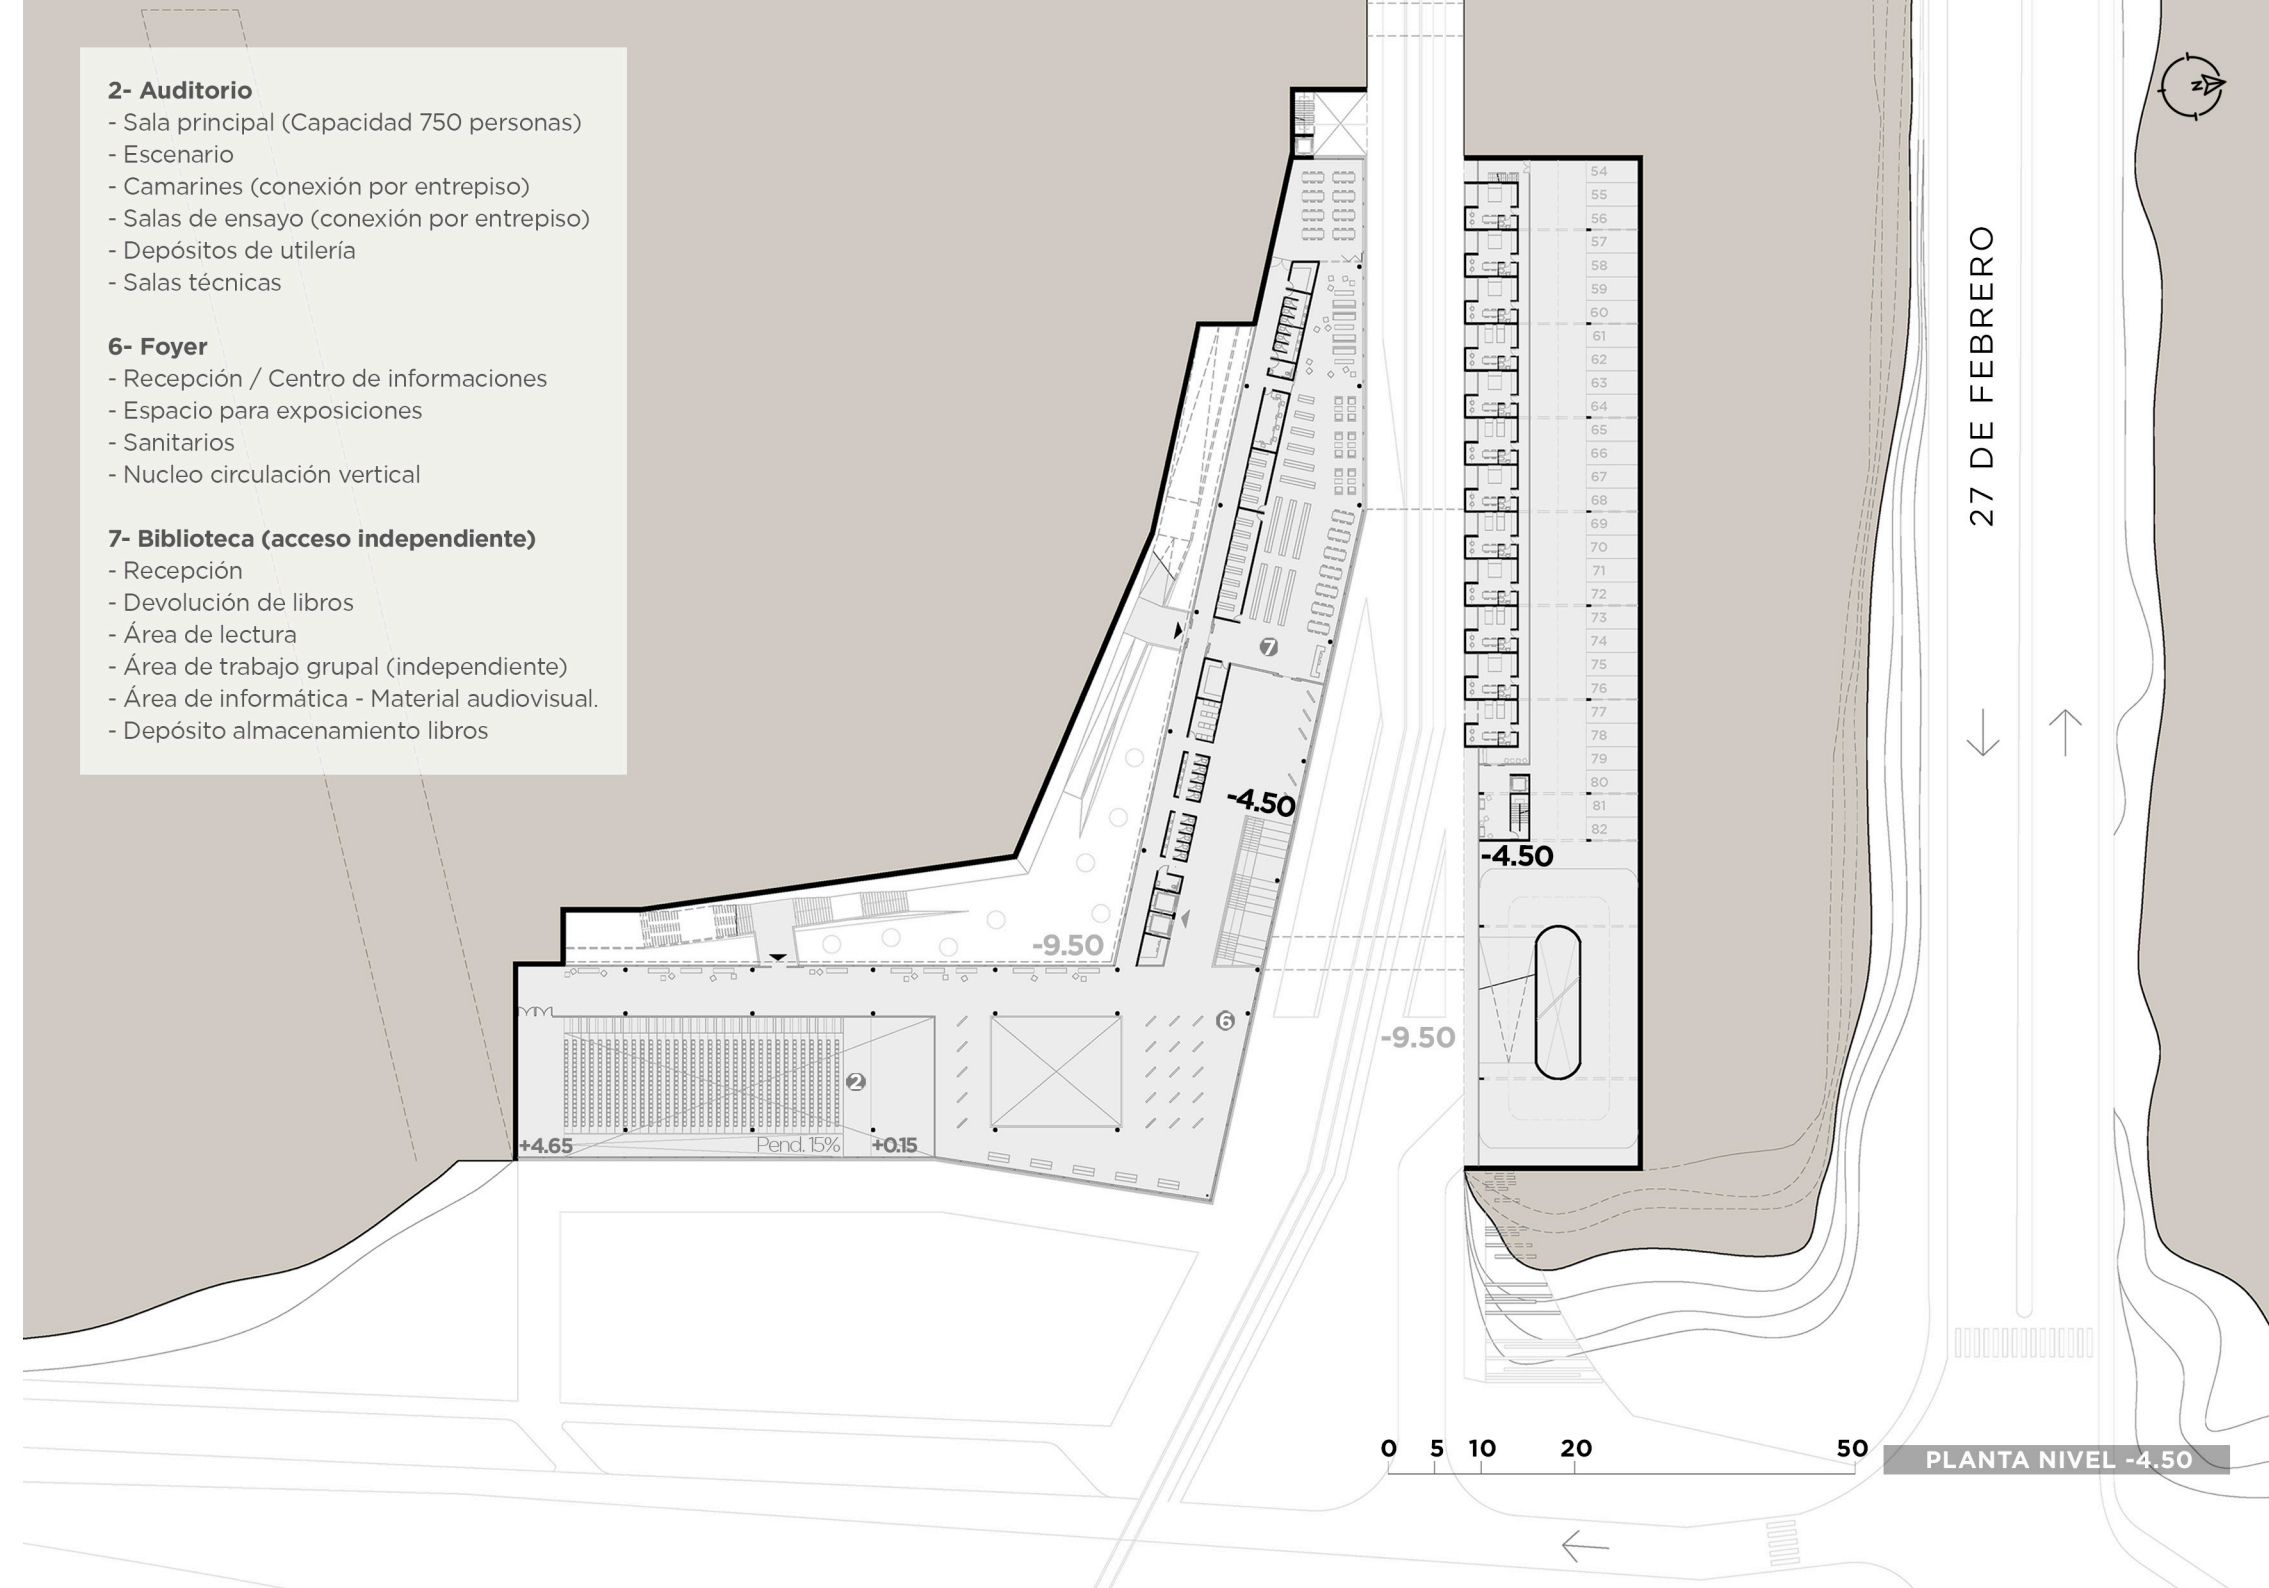 2- Auditorio
- Sala principal (Capacidad 750 personas)
- Escenario
- Camarines (conexión por entrepiso)
- Salas de ensayo (conexión por entrepiso)
- Depósitos de utilería
- Salas técnicas
6- Foyer
- Recepción / Centro de informaciones
- Espacio para exposiciones
- Sanitarios
- Nucleo circulación vertical
7- Biblioteca (acceso independiente)
- Recepción
- Devolución de libros
- Área de lectura
- Área de trabajo grupal (independiente)
- Área de informática - Material audiovisual.
- Depósito almacenamiento libros
N
54
55
56
57
58
59
60
61
62
63
64
65
66
67
68
69
70
71
72
73
74
75
76
77
78
79
80
81
82
27 DE FEBRERO
7
-4.50
-4.50
-9.50
6
-9.50
2
+4.65
Pend. 15%
+0.15
0 5 10 20 50
PLANTA NIVEL -4.50